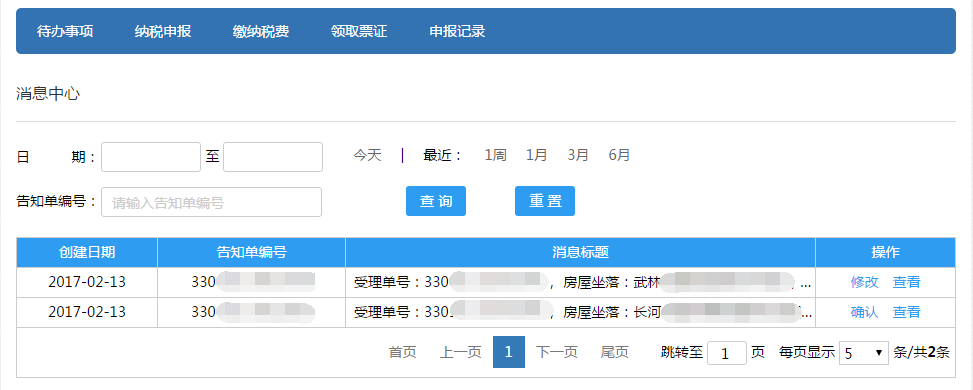 待办事项 纳税申报 缴纳税费 领取票证 申报记录
消息中心
日 期： 至 今天 | 最近： 1周 1月 3月 6月
告知单编号： 请输入告知单编号 查 询 重 置
创建日期 告知单编号 消息标题 操作
2017-02-13 330 受理单号：330 ，房屋坐落：武林 ... 修改 查看
2017-02-13 330 受理单号：330 ，房屋坐落：长河 ... 确认 查看
首页 上一页 1 下一页 尾页 跳转至 1 页 每页显示 5 条/共2条